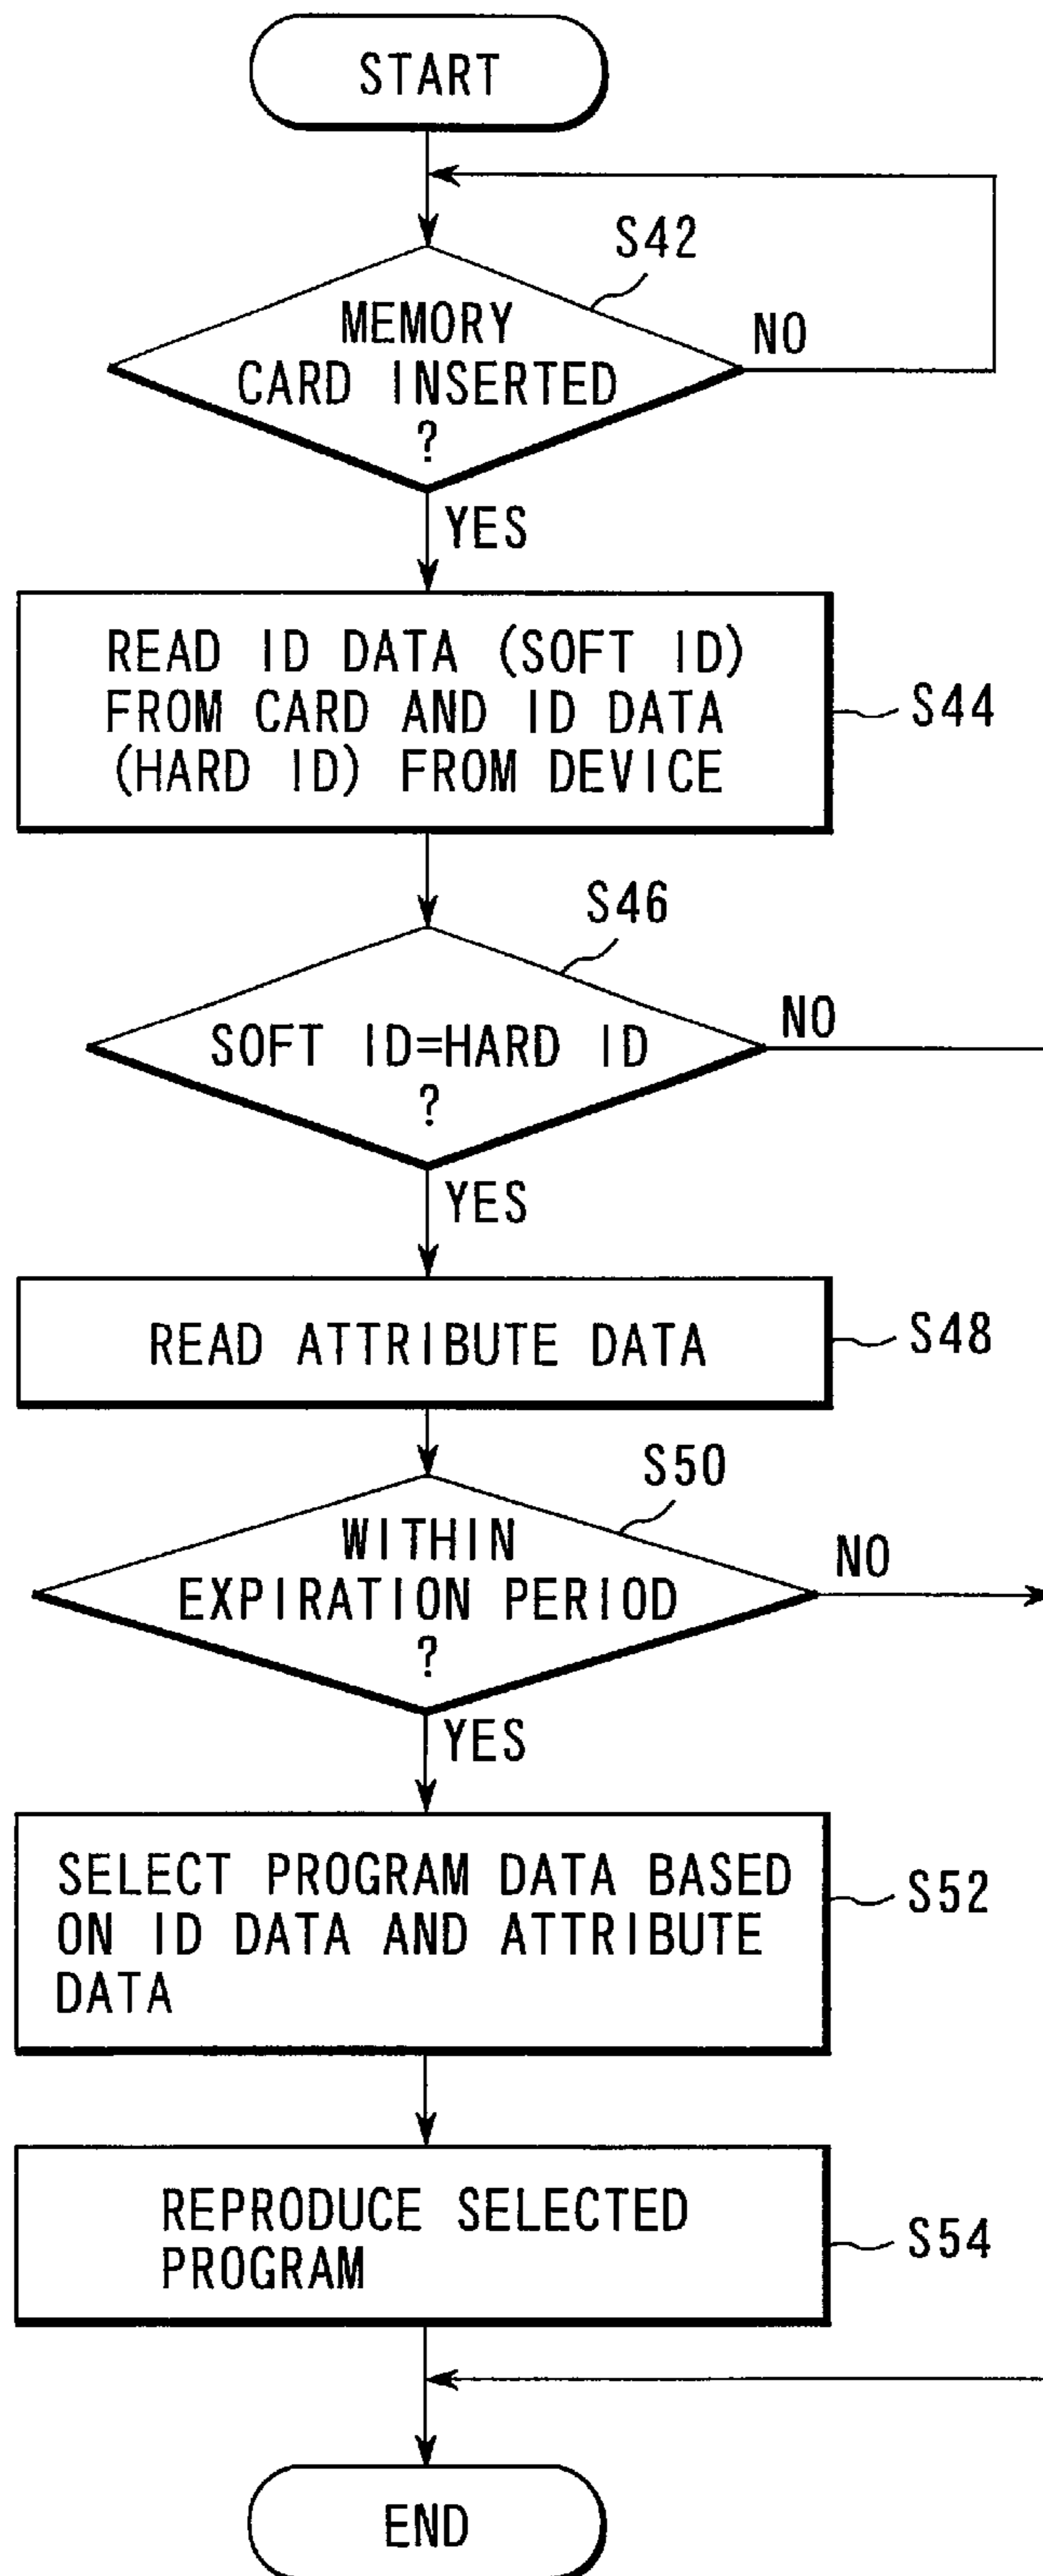 START
S42
MEMORY
CARD INSERTED
?
NO
YES
READ ID DATA (SOFT ID)
FROM CARD AND ID DATA
(HARD ID) FROM DEVICE
S44
S46
SOFT ID=HARD ID
?
NO
YES
READ ATTRIBUTE DATA
S48
S50
WITHIN
EXPIRATION PERIOD
?
NO
YES
SELECT PROGRAM DATA BASED
ON ID DATA AND ATTRIBUTE
DATA
S52
REPRODUCE SELECTED
PROGRAM
S54
END